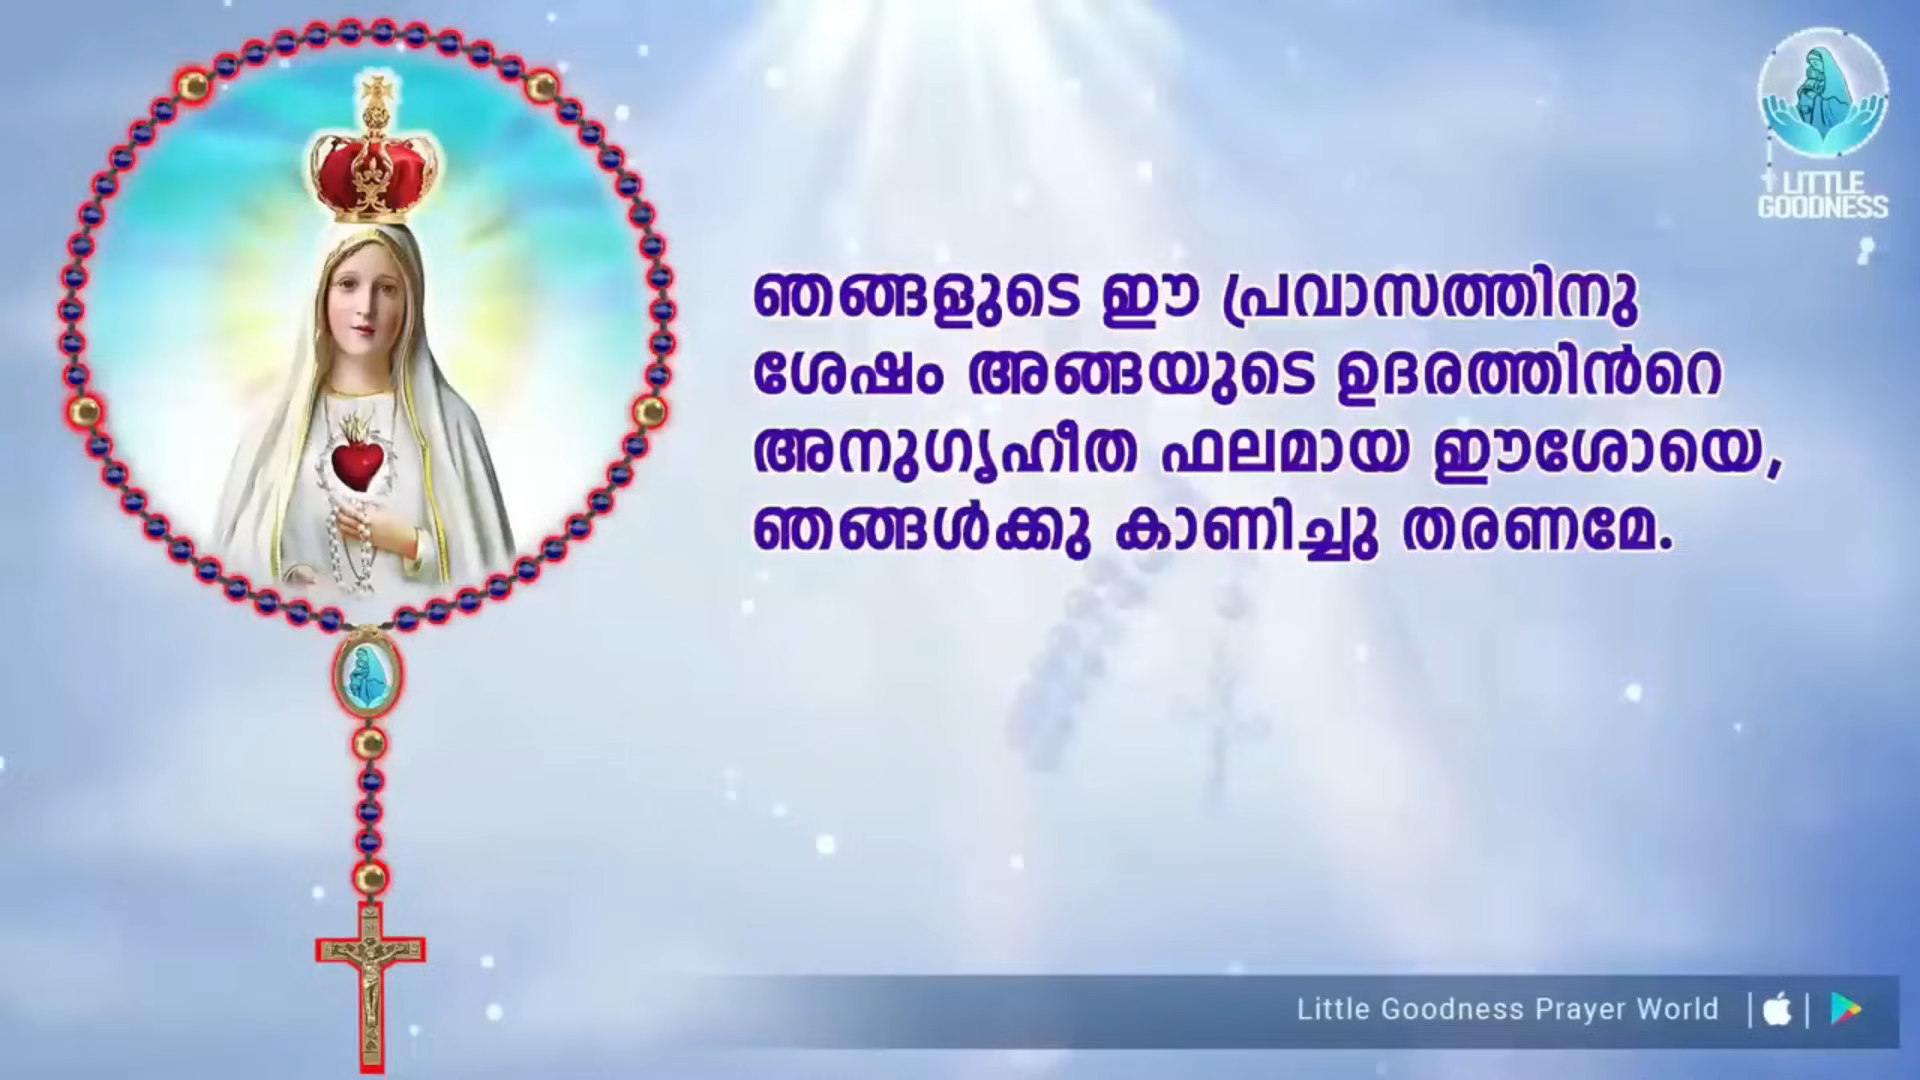 LITTLE
GOODNESS
ഞങ്ങളുടെ ഈ പ്രവാസത്തിനു
ശേഷം അങ്ങയുടെ ഉദരത്തിൻറെ
അനുഗൃഹീത ഫലമായ ഈശോയെ,
ഞങ്ങൾക്കു കാണിച്ചു തരണമേ.
Little Goodness Prayer World